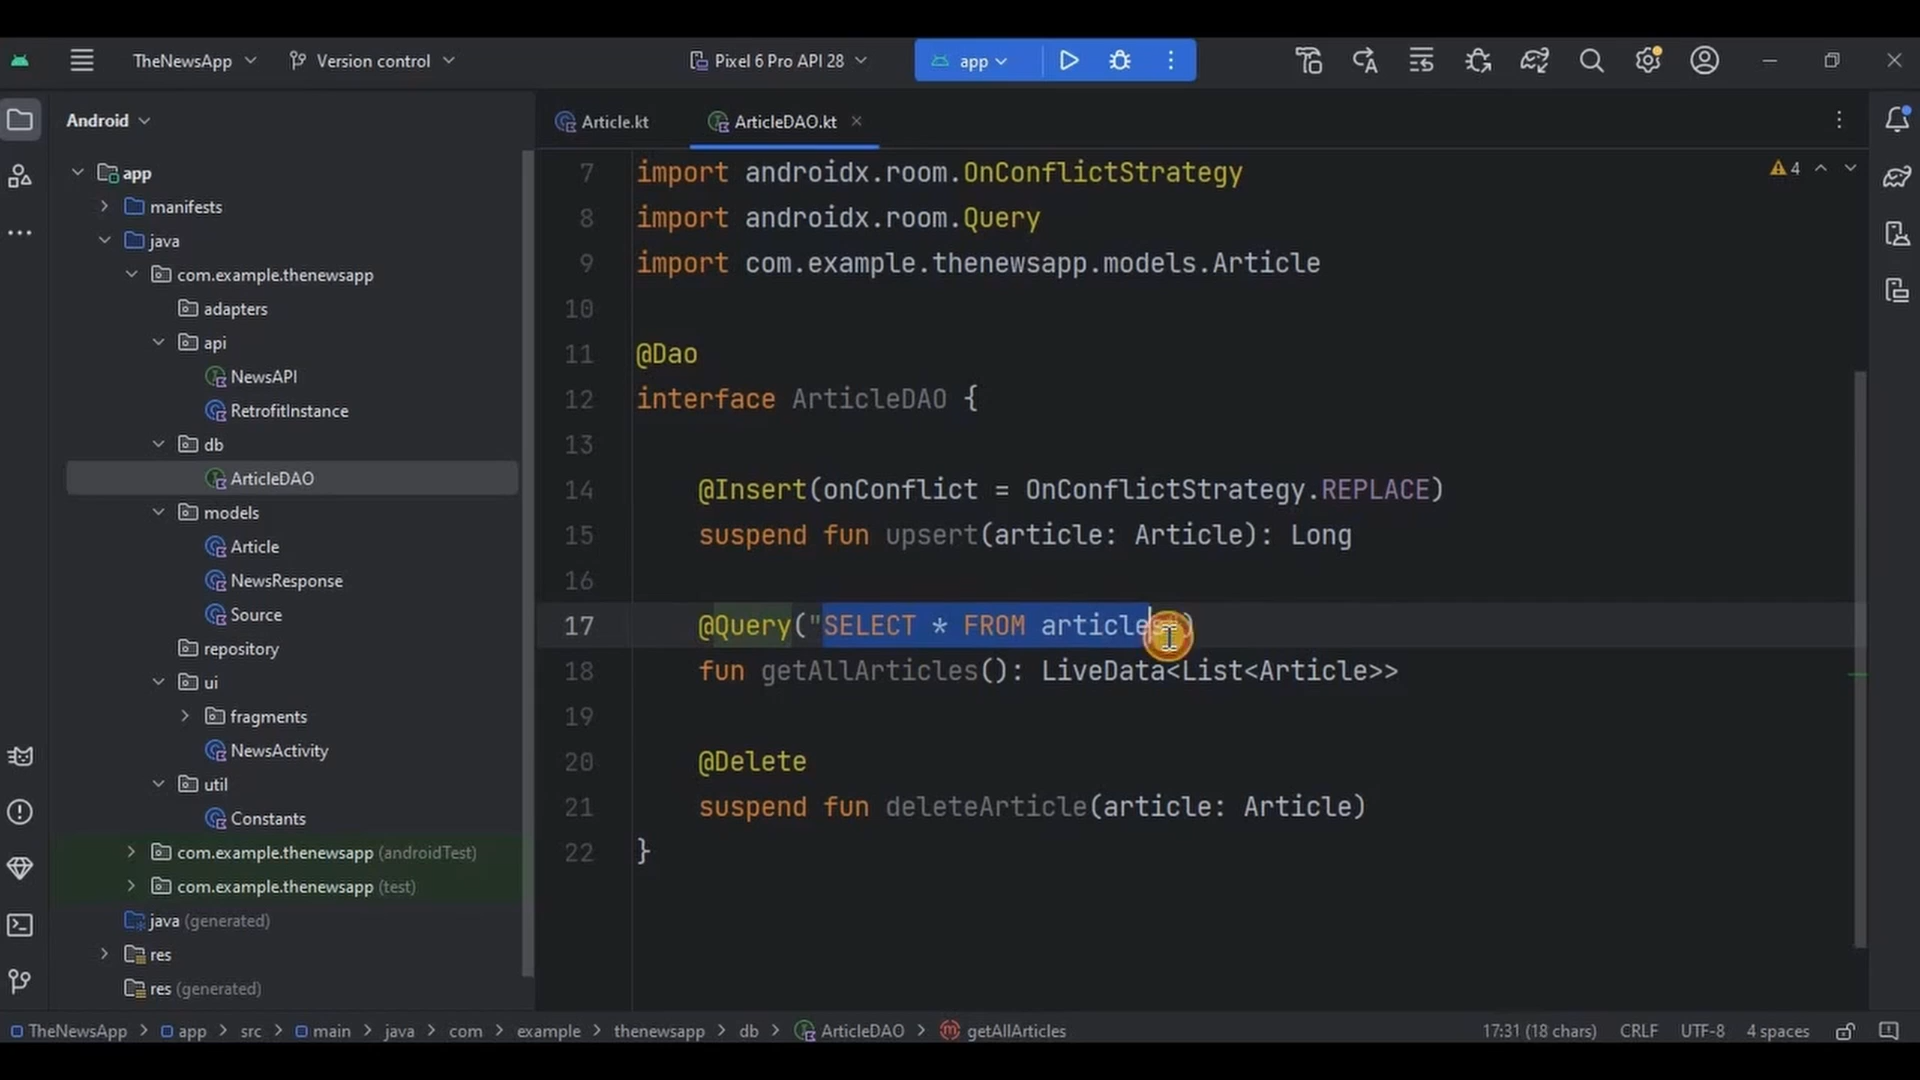 TheNewsApp
Version control
Pixel 6 Pro API 28
app
Android
Article.kt
ArticleDAO.kt
app
manifests
java
com.example.thenewsapp
adapters
api
NewsAPI
RetrofitInstance
db
ArticleDAO
models
Article
NewsResponse
Source
repository
ui
fragments
NewsActivity
util
Constants
com.example.thenewsapp (androidTest)
com.example.thenewsapp (test)
java (generated)
res
res (generated)
4
7 import androidx.room.OnConflictStrategy
8 import androidx.room.Query
9 import com.example.thenewsapp.models.Article
10
11 @Dao
12 interface ArticleDAO {
13
14 @Insert(onConflict = OnConflictStrategy.REPLACE)
15 suspend fun upsert(article: Article): Long
16
17 @Query("SELECT * FROM articles")
18 fun getAllArticles(): LiveData<List<Article>>
19
20 @Delete
21 suspend fun deleteArticle(article: Article)
22 }
TheNewsApp > app > src > main > java > com > example > thenewsapp > db > ArticleDAO > getAllArticles
17:31 (18 chars) CRLF UTF-8 4 spaces